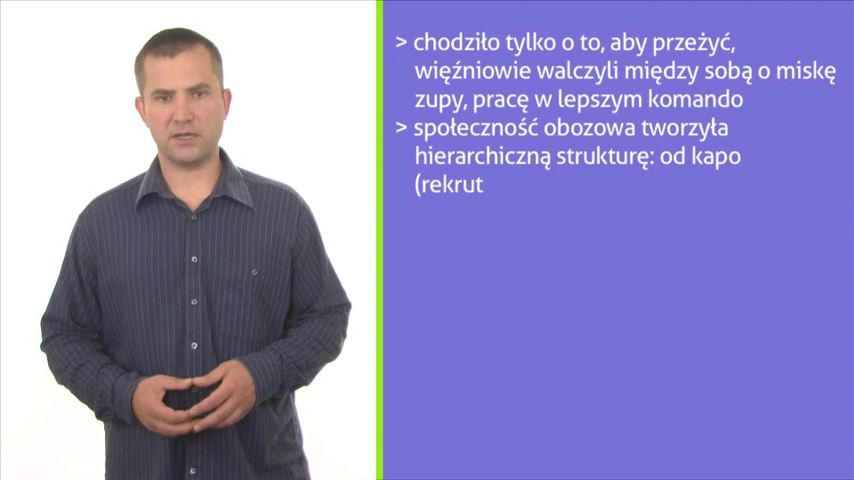 > chodziło tylko o to, aby przeżyć,
więźniowie walczyli między sobą o miskę
zupy, pracę w lepszym komando
> społeczność obozowa tworzyła
hierarchiczną strukturę: od kapo
(rekrut